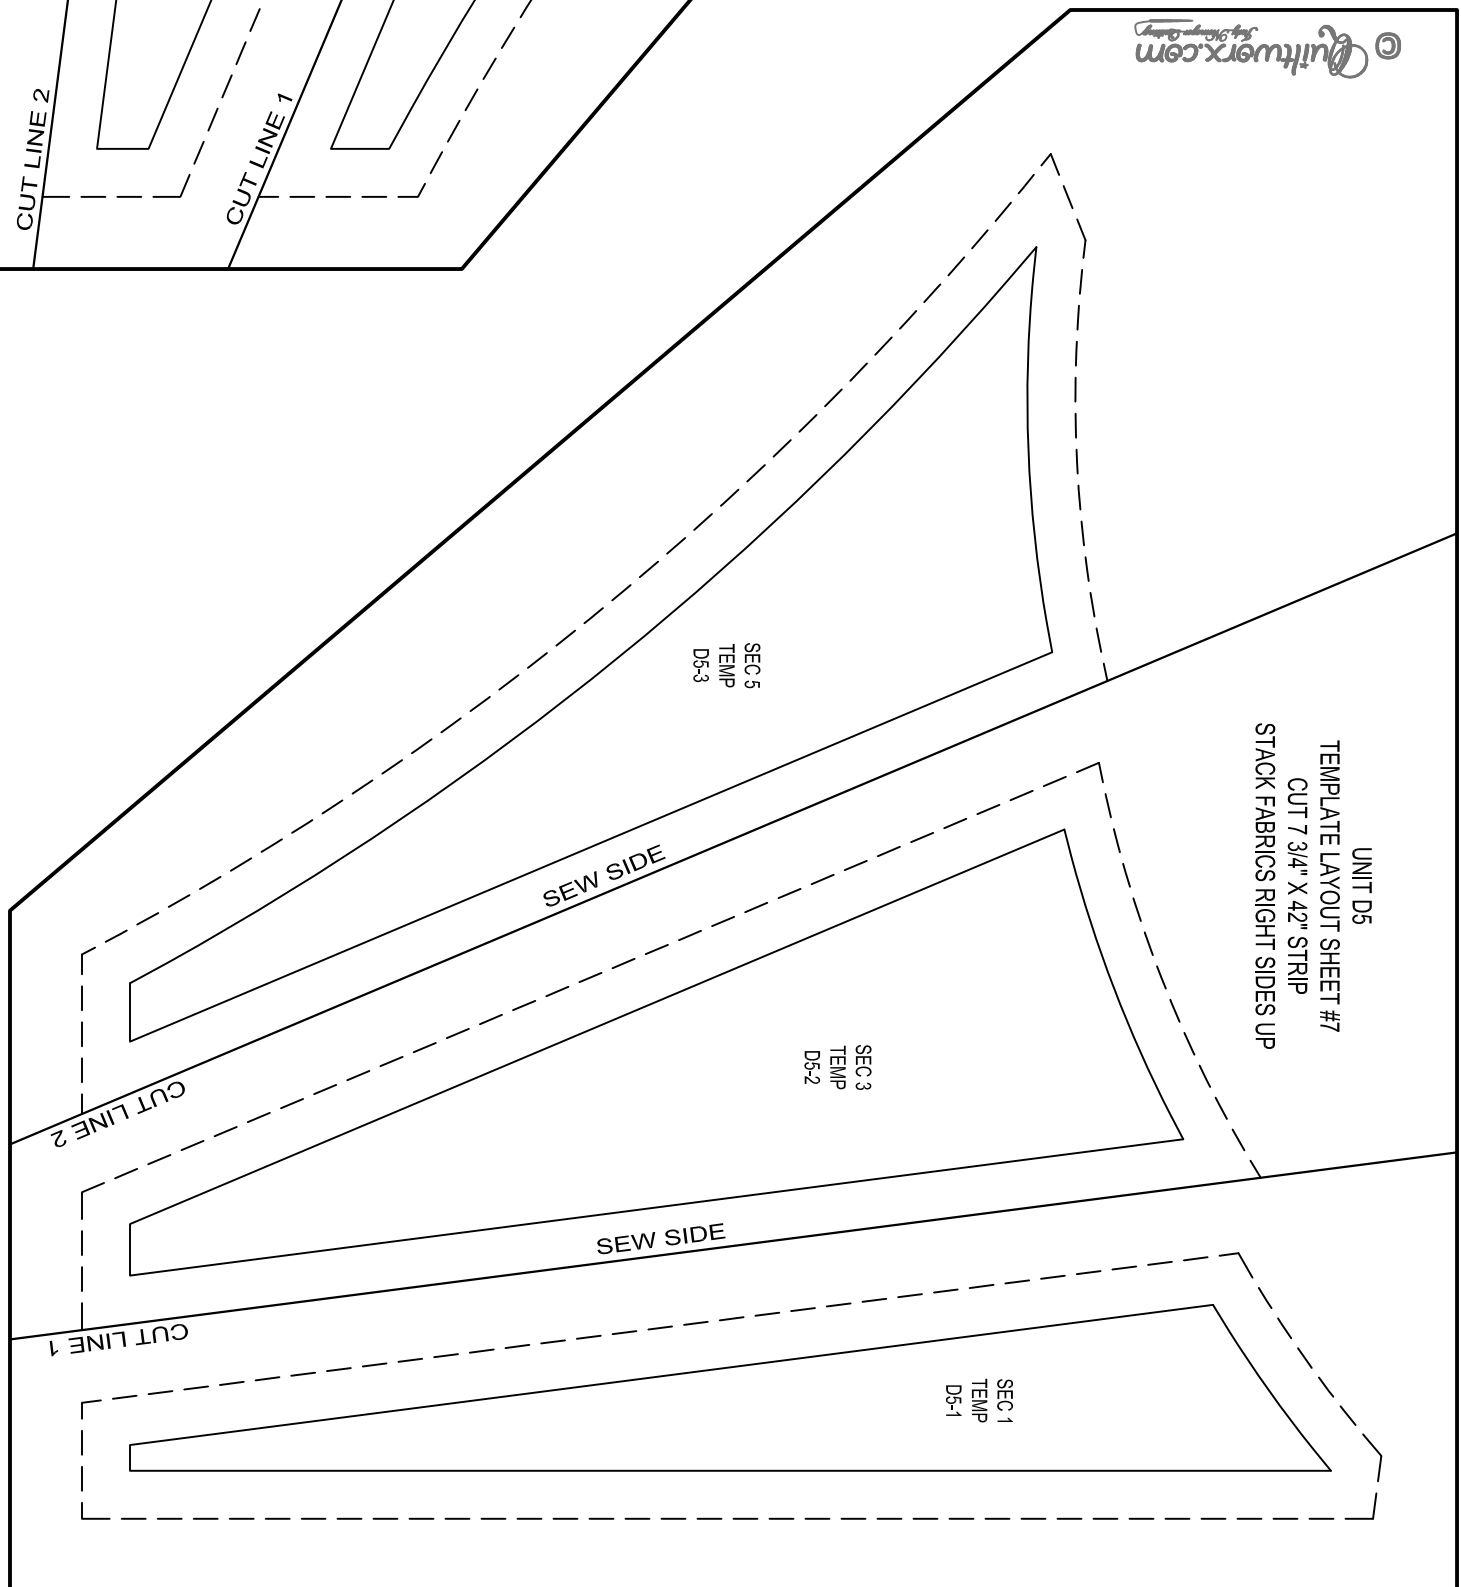 CUT LINE 2
CUT LINE 1
©
Quiltworx.com
UNIT D5
TEMPLATE LAYOUT SHEET #7
CUT 7 3/4" X 42" STRIP
STACK FABRICS RIGHT SIDES UP
SEC 5
TEMP
D5-3
SEW SIDE
CUT LINE 2
SEC 3
TEMP
D5-2
SEW SIDE
CUT LINE 1
SEC 1
TEMP
D5-1